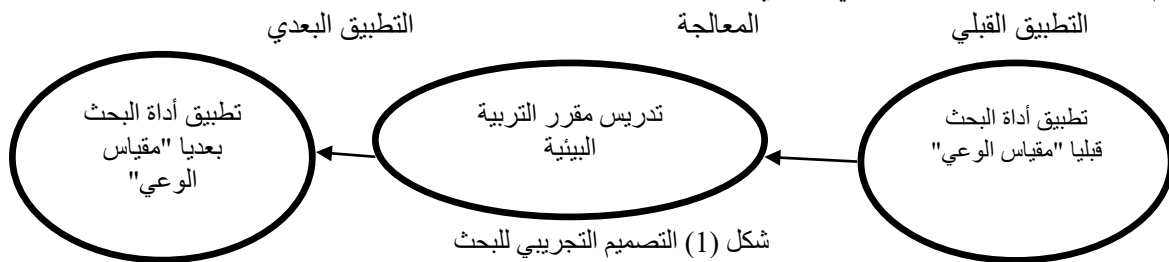 التطبيق القبلي
المعالجة
التطبيق البعدي
تطبيق أداة البحث
قبليا "مقياس الوعي"
تدريس مقرر التربية
البيئية
تطبيق أداة البحث
بعديا "مقياس
الوعي"
شكل (1) التصميم التجريبي للبحث